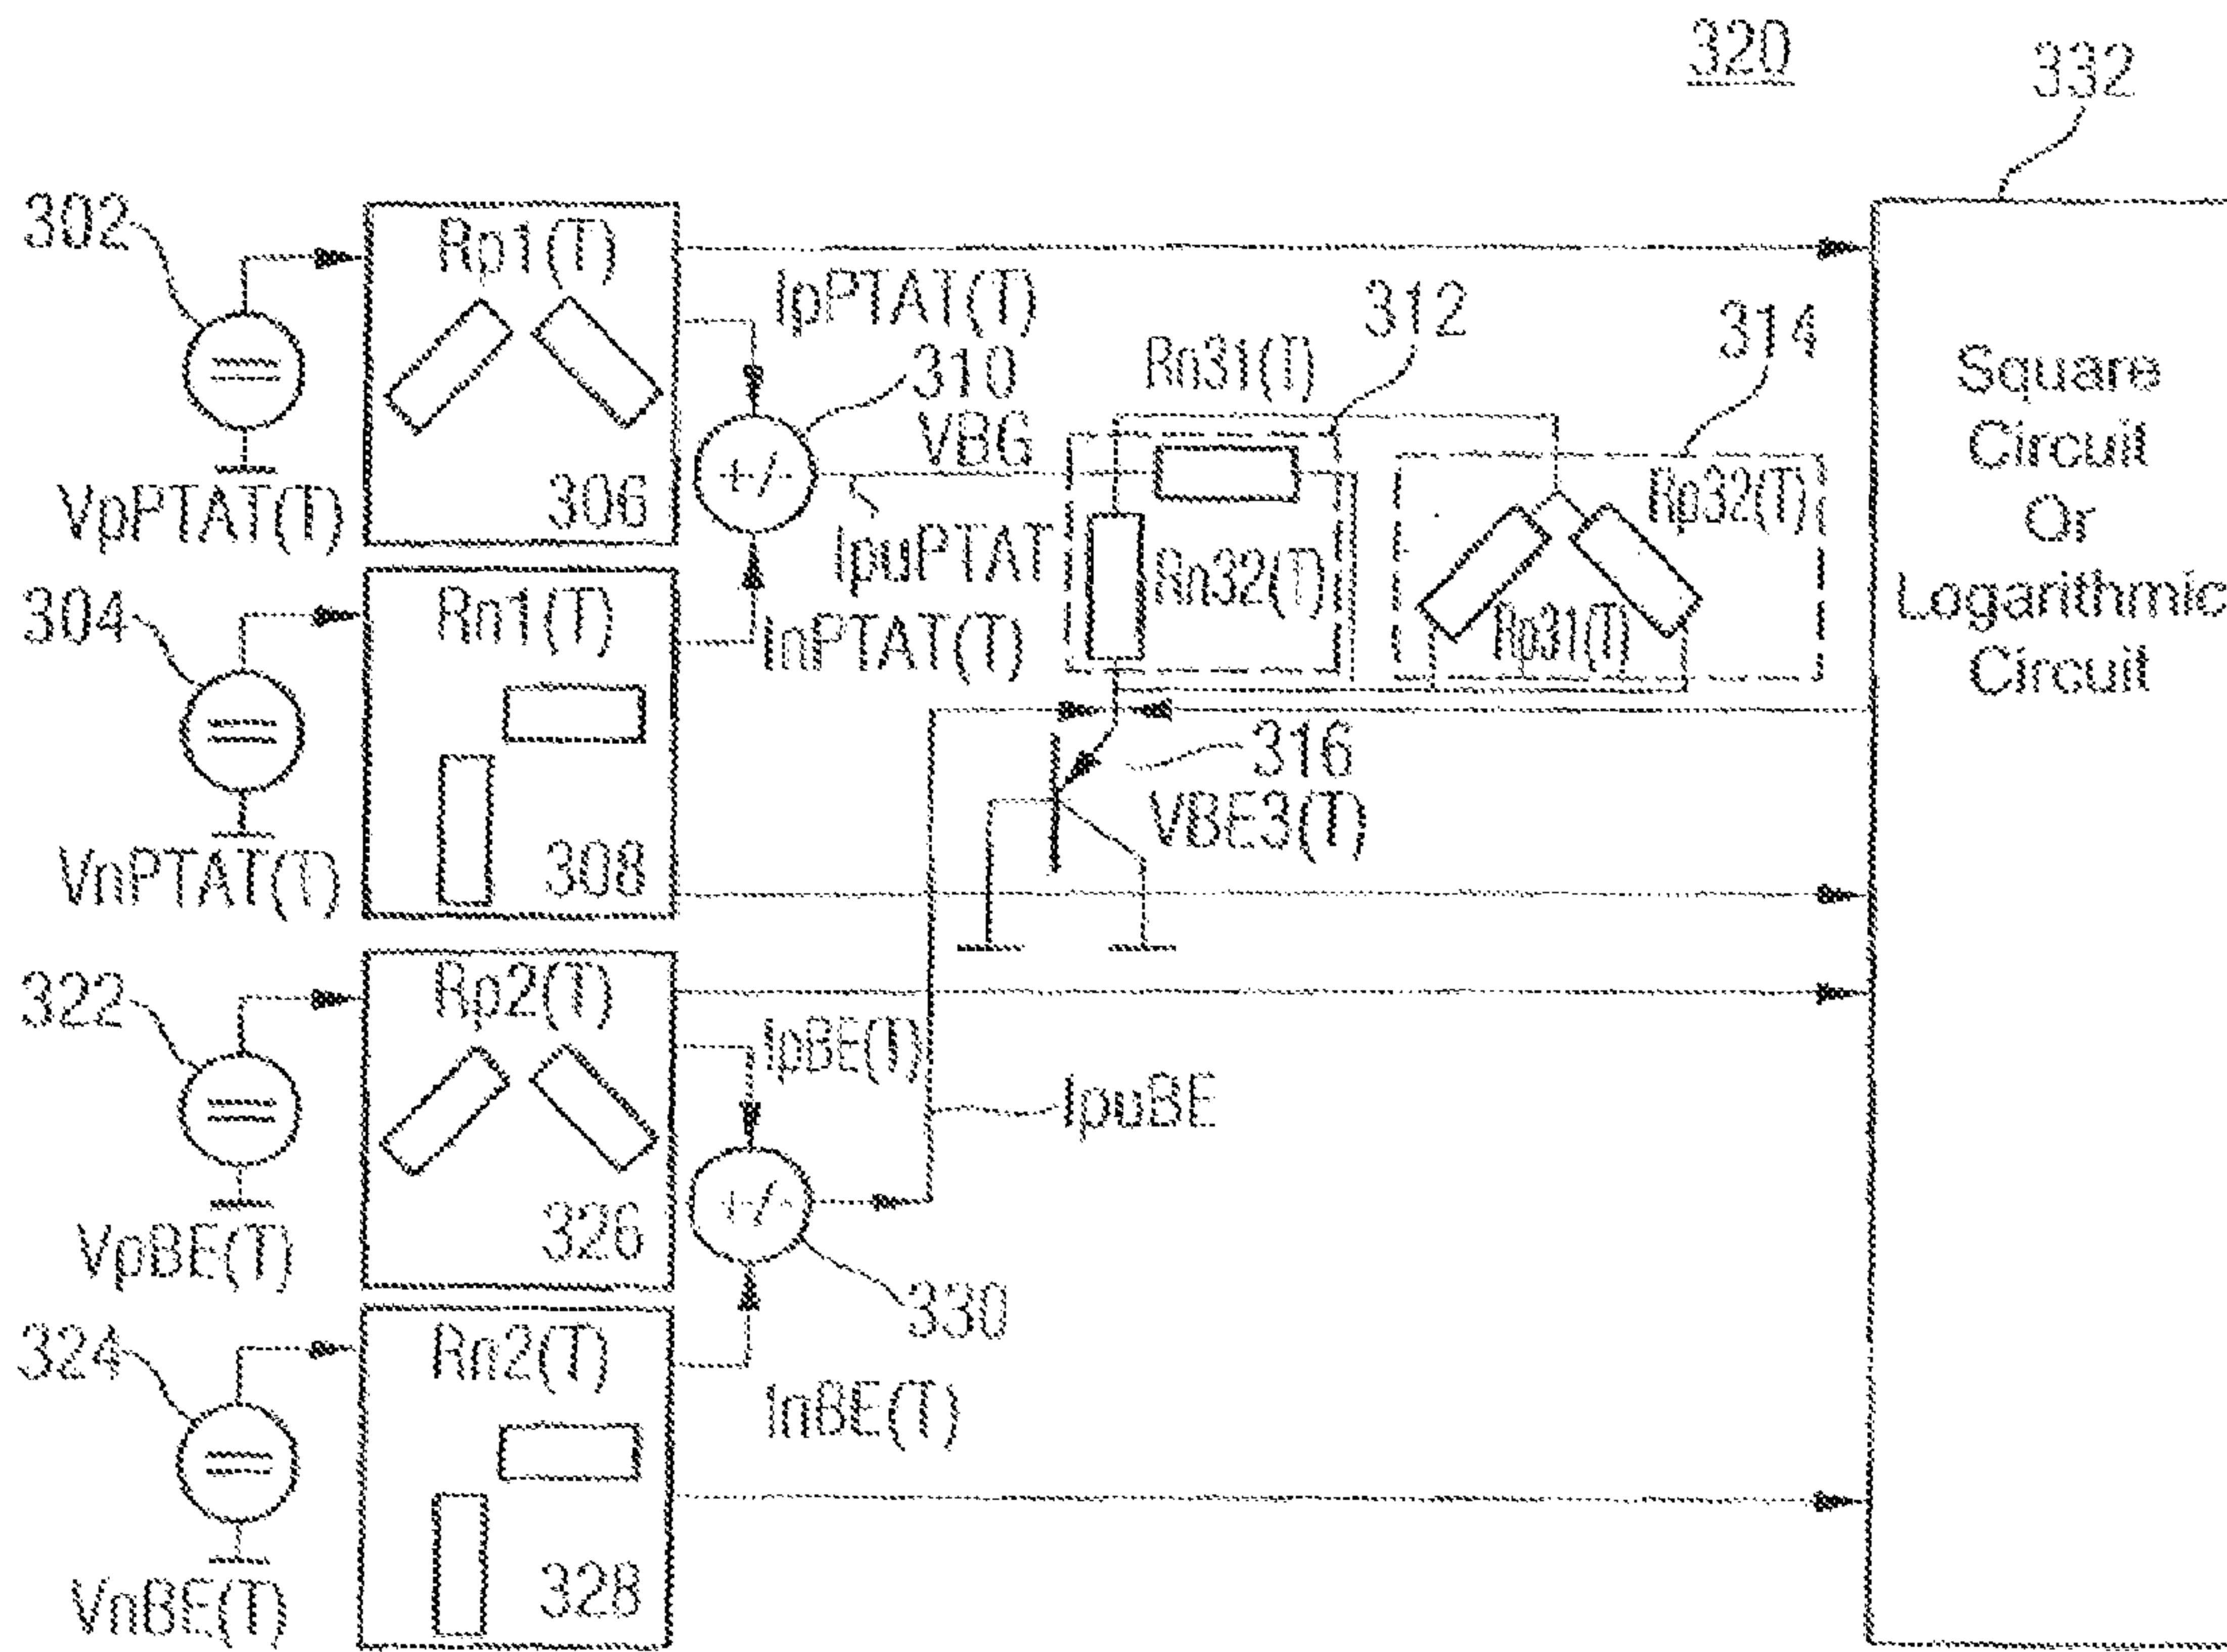 320
332
302
Rp1(T)
IpPTAT(T)
312
314
Square
Circuit
Or
Logarithmic
Circuit
310
Rn31(T)
VBG
VpPTAT(T)
306
IpuPTAT
Rn32(T)
Rp32(T)
Rp31(T)
304
Rn1(T)
InPTAT(T)
316
VBE3(T)
VnPTAT(T)
308
322
Rp2(T)
IpBE(T)
IpuBE
VpBE(T)
326
330
324
Rn2(T)
InBE(T)
VnBE(T)
328
+/-
+/-